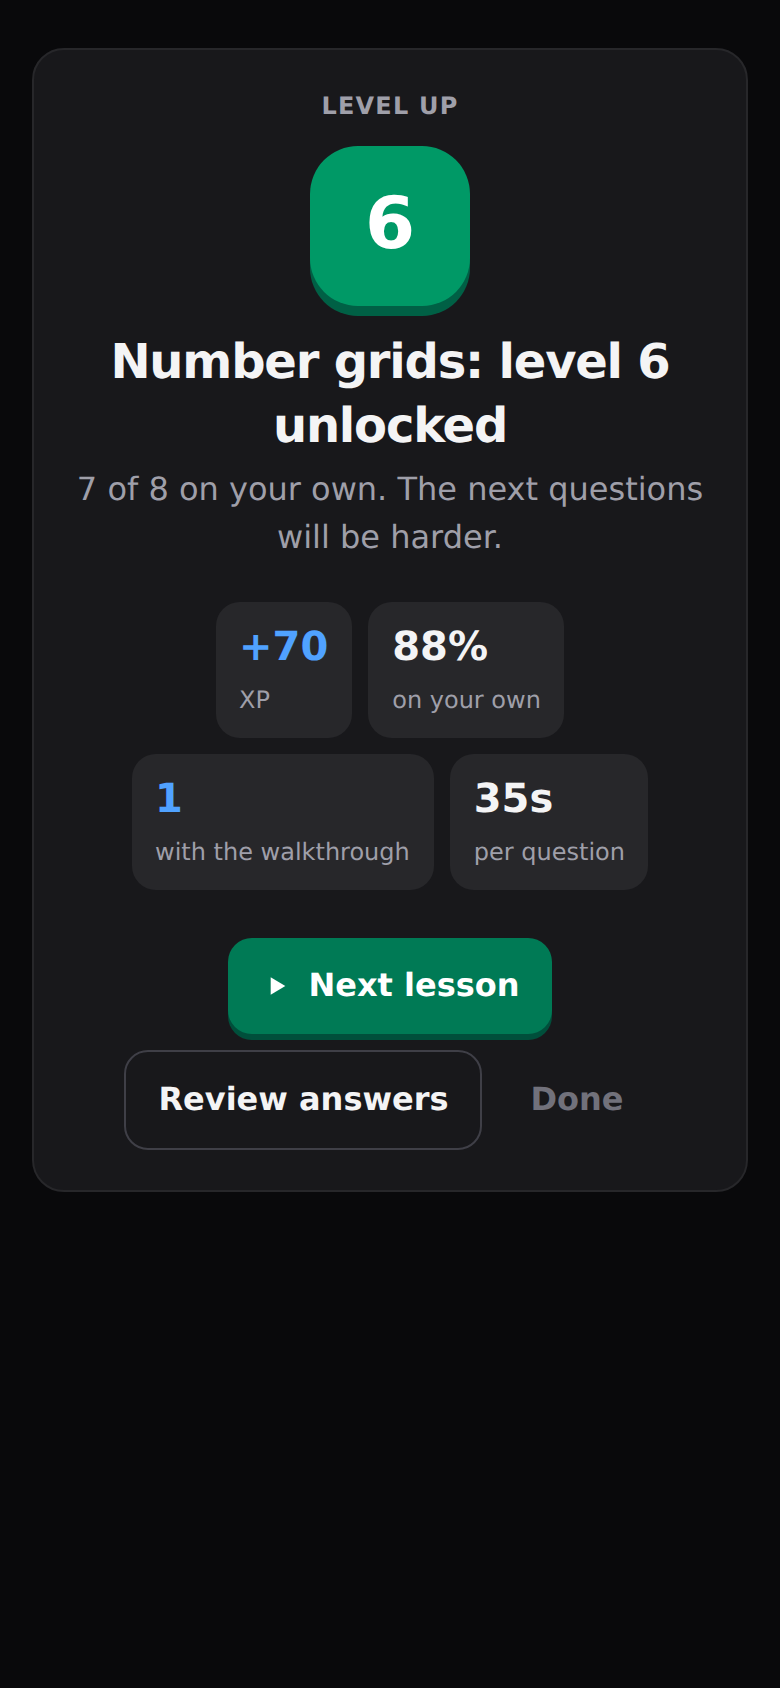 LEVEL UP
6
Number grids: level 6
unlocked
7 of 8 on your own. The next questions
will be harder.
+70
XP
88%
on your own
1
with the walkthrough
35s
per question
Next lesson
Review answers
Done